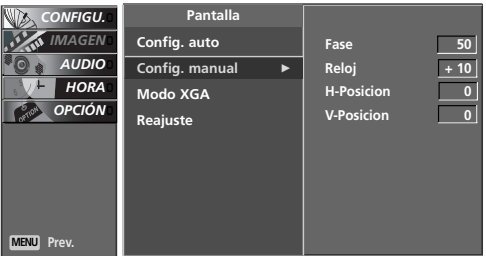 CONFIGU.
IMAGEN
AUDIO
HORA
OPCIÓN
OPTION
MENU Prev.
Pantalla
Config. auto
Config. manual ►
Modo XGA
Reajuste
Fase 50
Reloj + 10
H-Posicion 0
V-Posicion 0